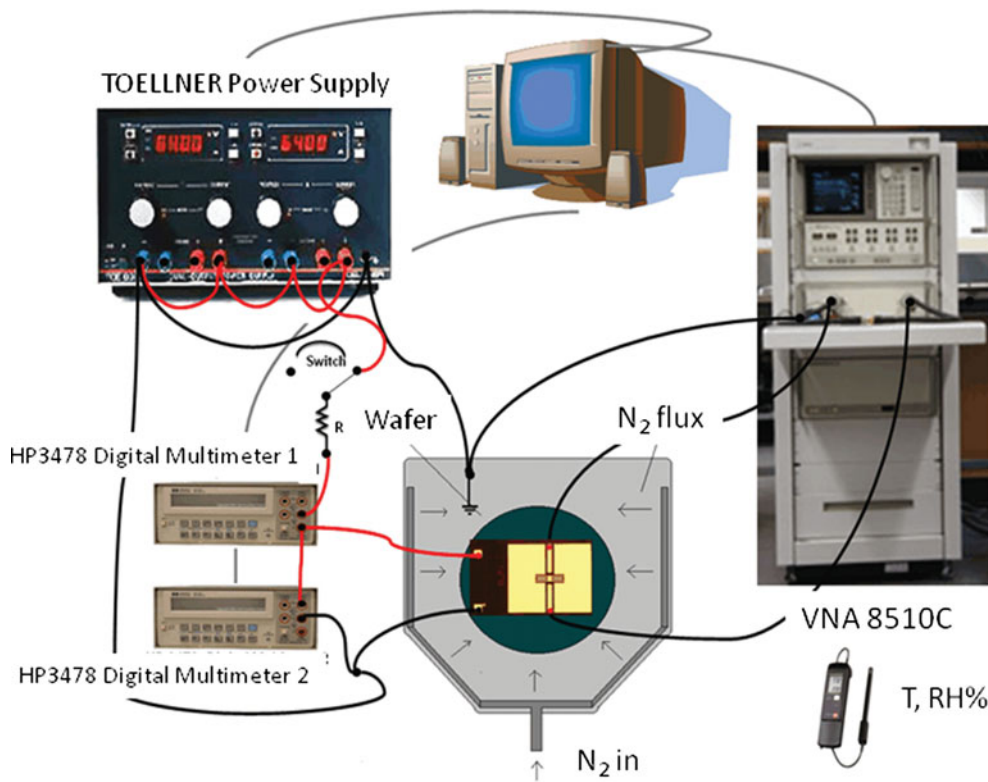 TOELLNER Power Supply
6400
6400
Switch
R
Wafer
N₂ flux
HP3478 Digital Multimeter 1
HP3478 Digital Multimeter 2
VNA 8510C
T, RH%
N₂ in